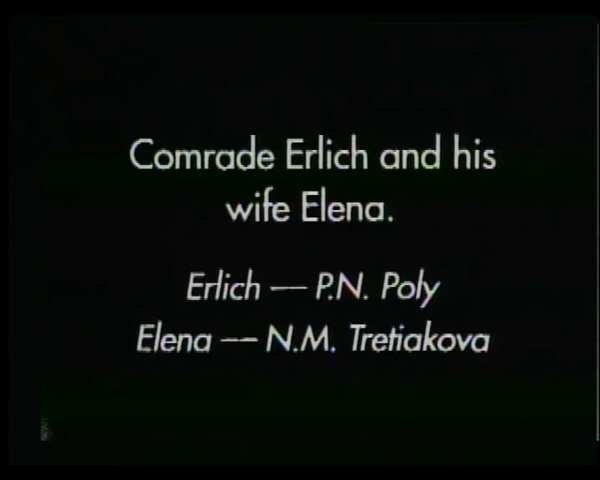 Comrade Erlich and his
wife Elena.
Erlich — P.N. Poly
Elena — N.M. Tretiakova